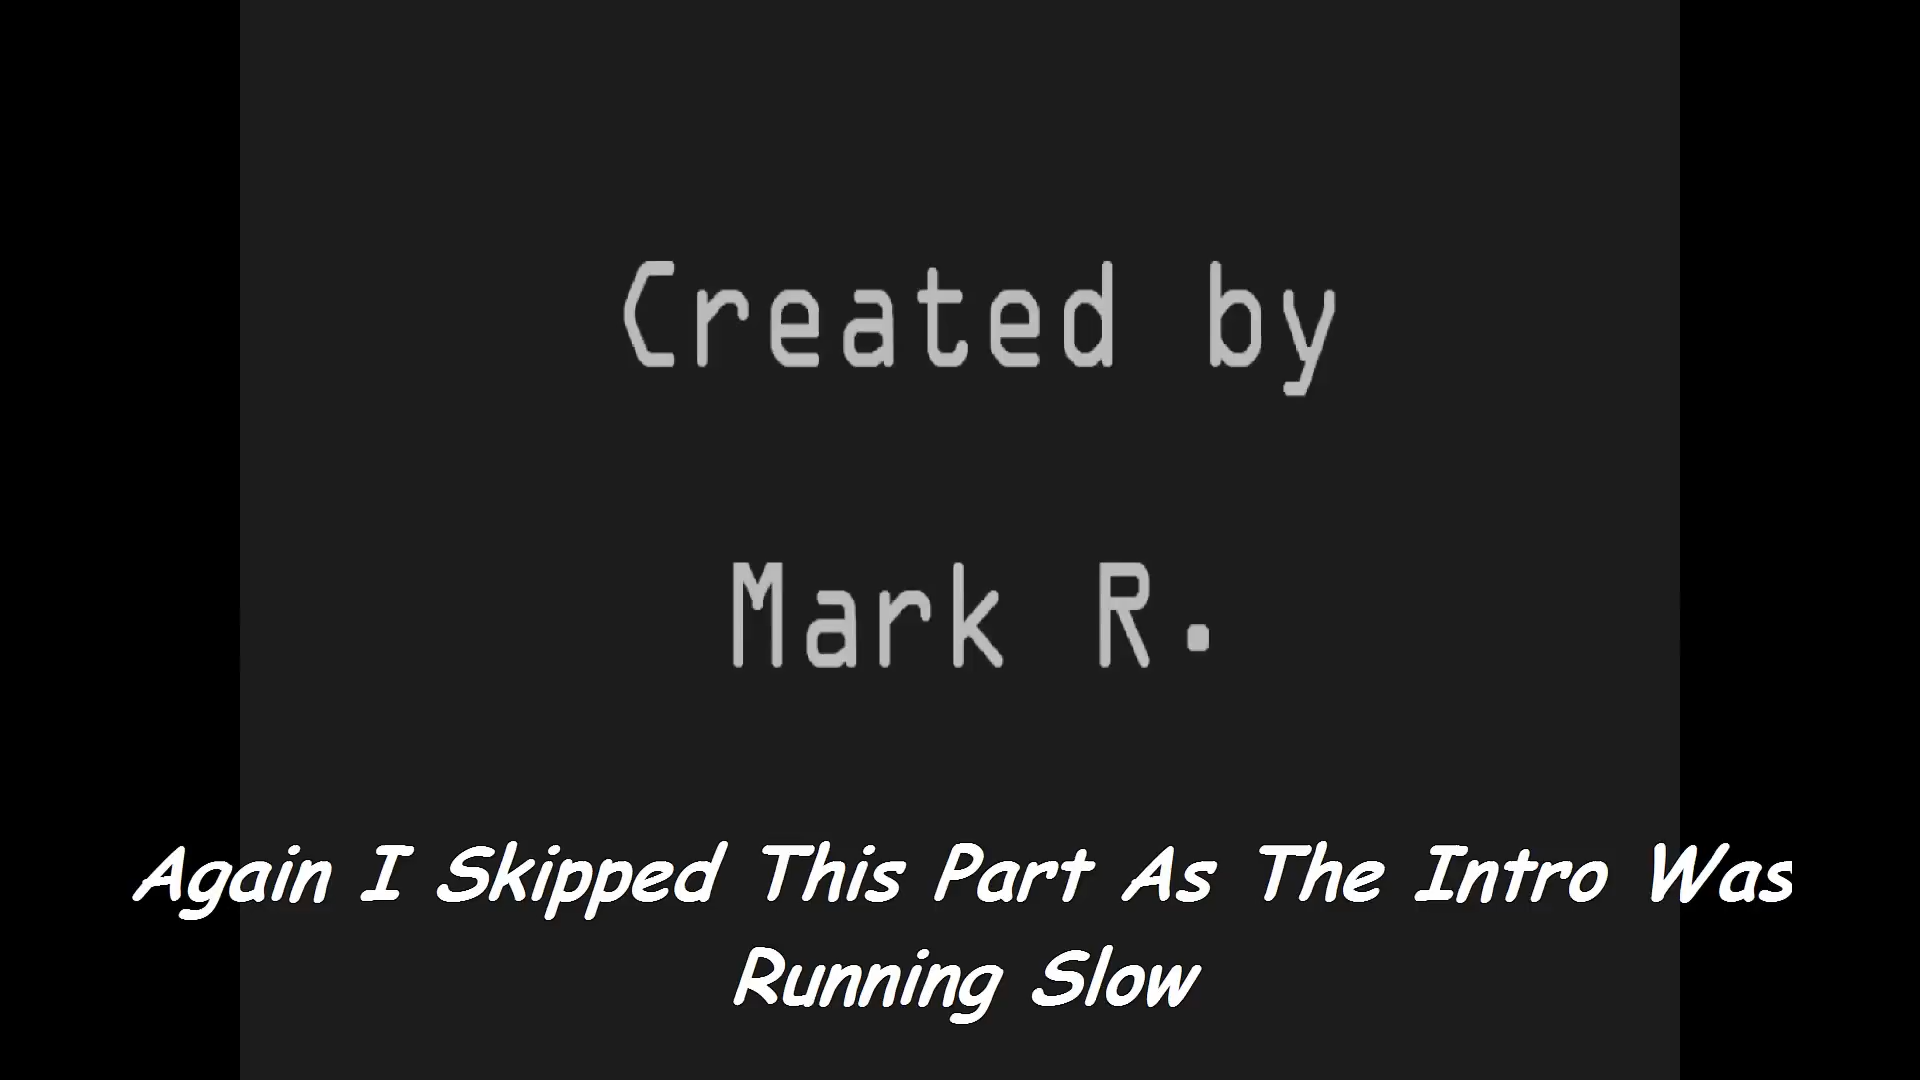 Created by
Mark R.
Again I Skipped This Part As The Intro Was
Running Slow